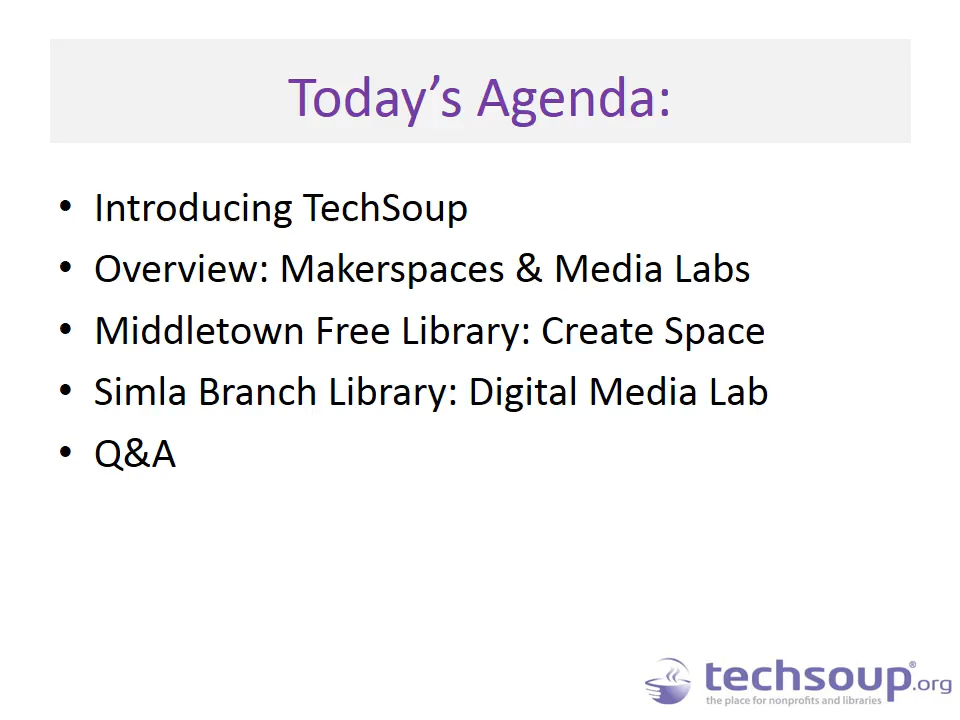 Today’s Agenda:
• Introducing TechSoup
• Overview: Makerspaces & Media Labs
• Middletown Free Library: Create Space
• Simla Branch Library: Digital Media Lab
• Q&A
techsoup®.org
the place for nonprofits and libraries